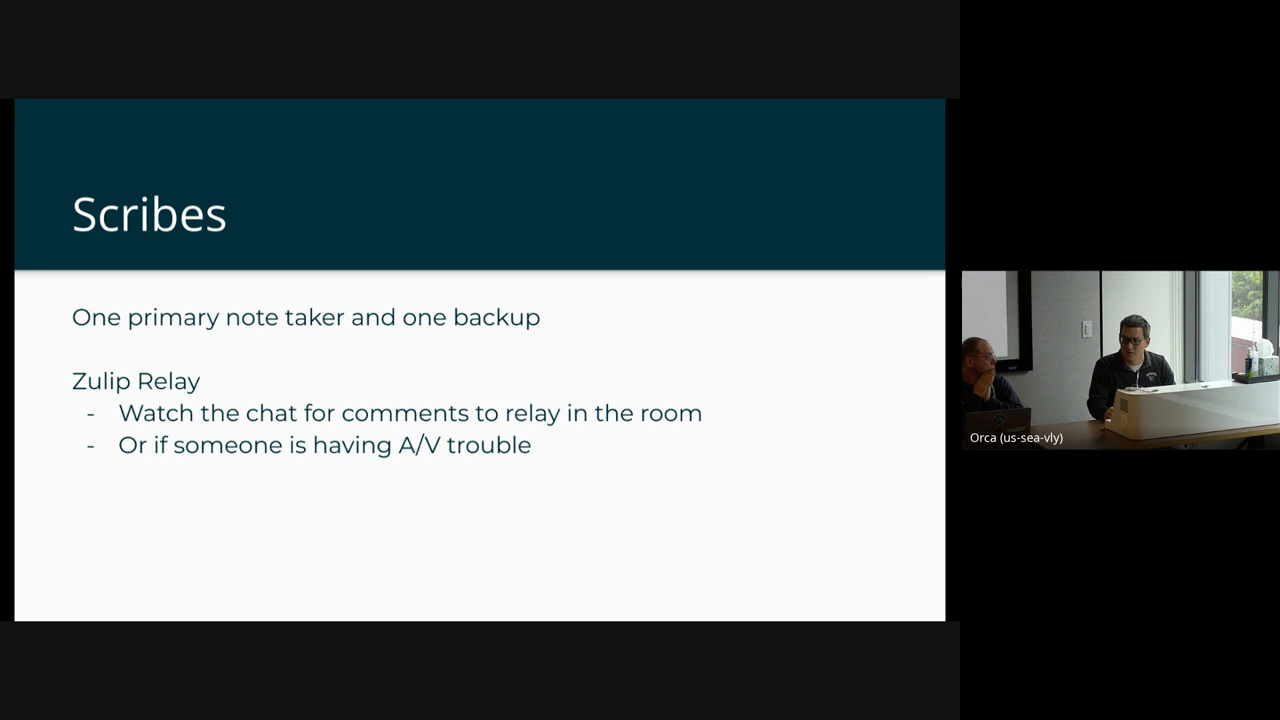 Scribes
One primary note taker and one backup
Zulip Relay
- Watch the chat for comments to relay in the room
- Or if someone is having A/V trouble
Orca (us-sea-vly)